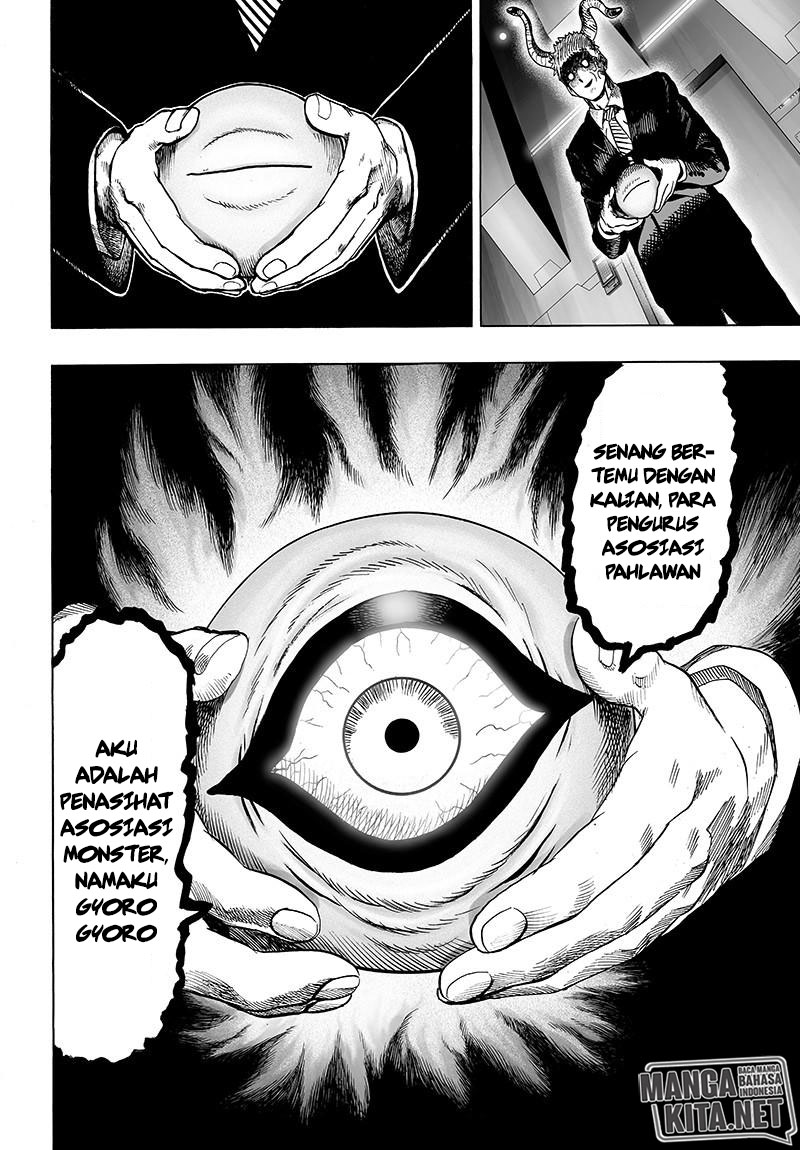 SENANG BER-
TEMU DENGAN
KALIAN, PARA
PENGURUS
ASOSIASI
PAHLAWAN
AKU
ADALAH
PENASIHAT
ASOSIASI
MONSTER,
NAMAKU
GYORO
GYORO
MANGA
BACA MANGA
BAHASA
INDONESIA
KITA.NET